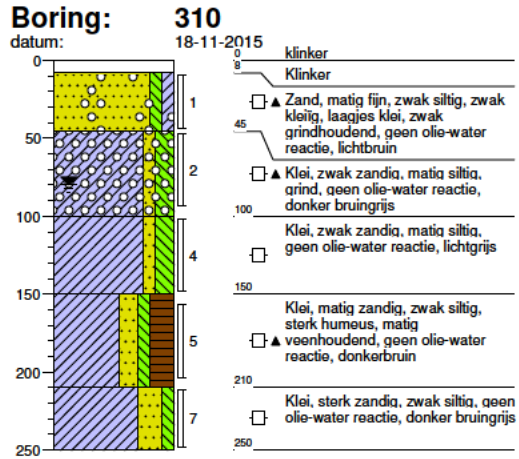 Boring: 310
datum: 18-11-2015
0
50
100
150
200
250
1
2
4
5
7
0
klinker
8
Klinker
Zand, matig fijn, zwak siltig, zwak
kleiïg, laagjes klei, zwak
grindhoudend, geen olie-water
reactie, lichtbruin
45
Klei, zwak zandig, matig siltig,
grind, geen olie-water reactie,
donker bruingrijs
100
Klei, zwak zandig, matig siltig,
geen olie-water reactie, lichtgrijs
150
Klei, matig zandig, zwak siltig,
sterk humeus, matig
veenhoudend, geen olie-water
reactie, donkerbruin
210
Klei, sterk zandig, zwak siltig, geen
olie-water reactie, donker bruingrijs
250